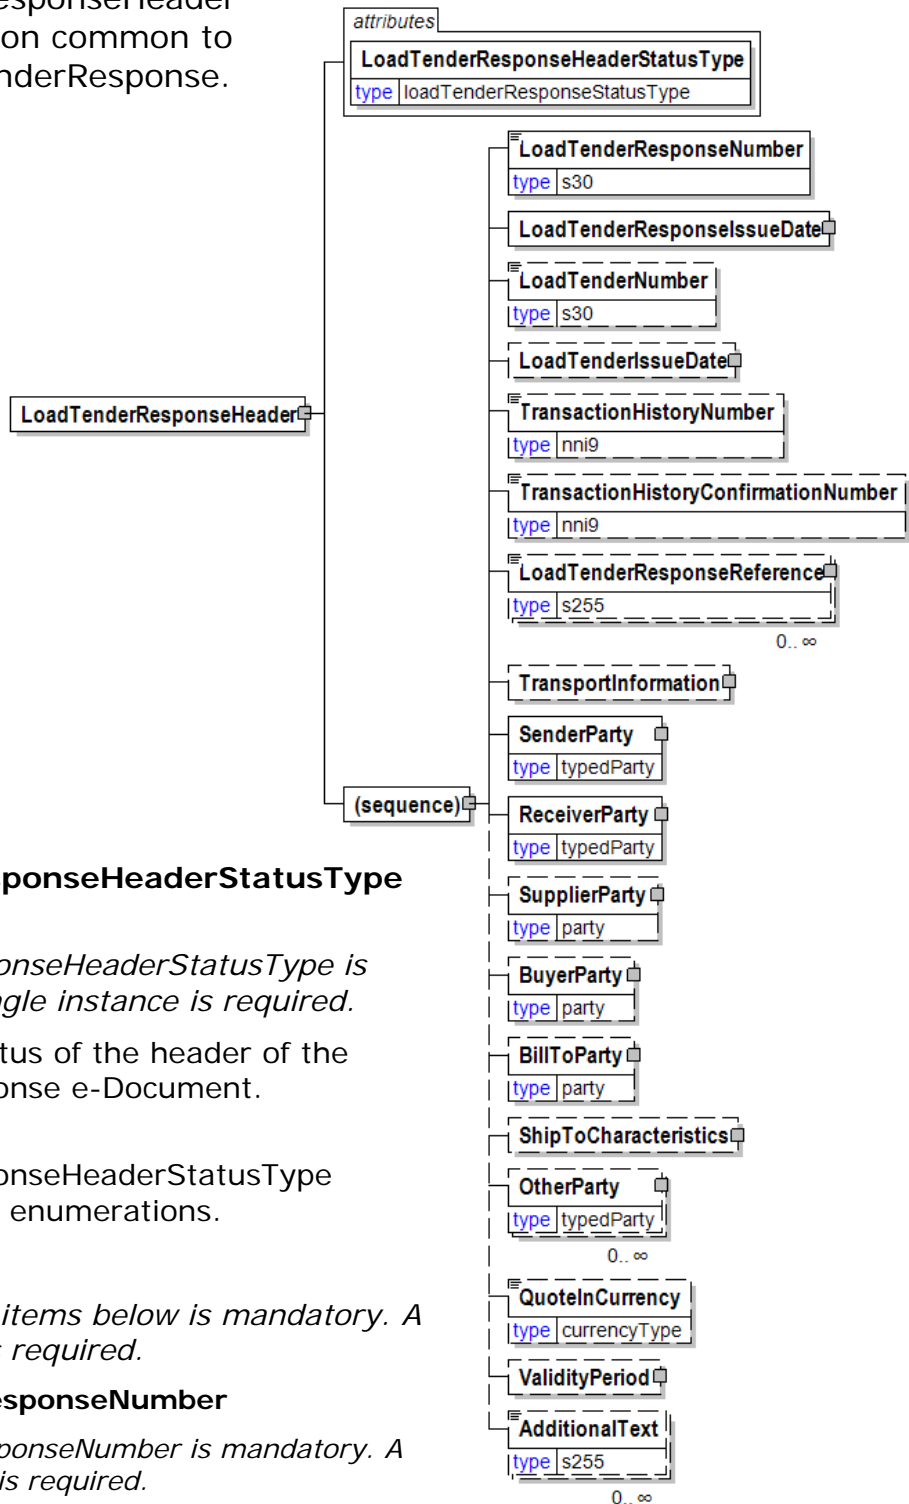 esponseHeader
on common to
nderResponse.
attributes
LoadTenderResponseHeaderStatusType
type loadTenderResponseStatusType
LoadTenderResponseNumber
type s30
LoadTenderResponseIssueDate
LoadTenderNumber
type s30
LoadTenderIssueDate
LoadTenderResponseHeader
TransactionHistoryNumber
type nni9
TransactionHistoryConfirmationNumber
type nni9
LoadTenderResponseReference
type s255
0.. ∞
TransportInformation
SenderParty
type typedParty
(sequence)
ReceiverParty
type typedParty
SupplierParty
type party
BuyerParty
type party
BillToParty
type party
ShipToCharacteristics
OtherParty
type typedParty
0.. ∞
QuoteInCurrency
type currencyType
ValidityPeriod
AdditionalText
type s255
0.. ∞
sponseHeaderStatusType
onseHeaderStatusType is
gle instance is required.
tus of the header of the
onse e-Document.
onseHeaderStatusType
enumerations.
items below is mandatory. A
s required.
esponseNumber
ponseNumber is mandatory. A
is required.